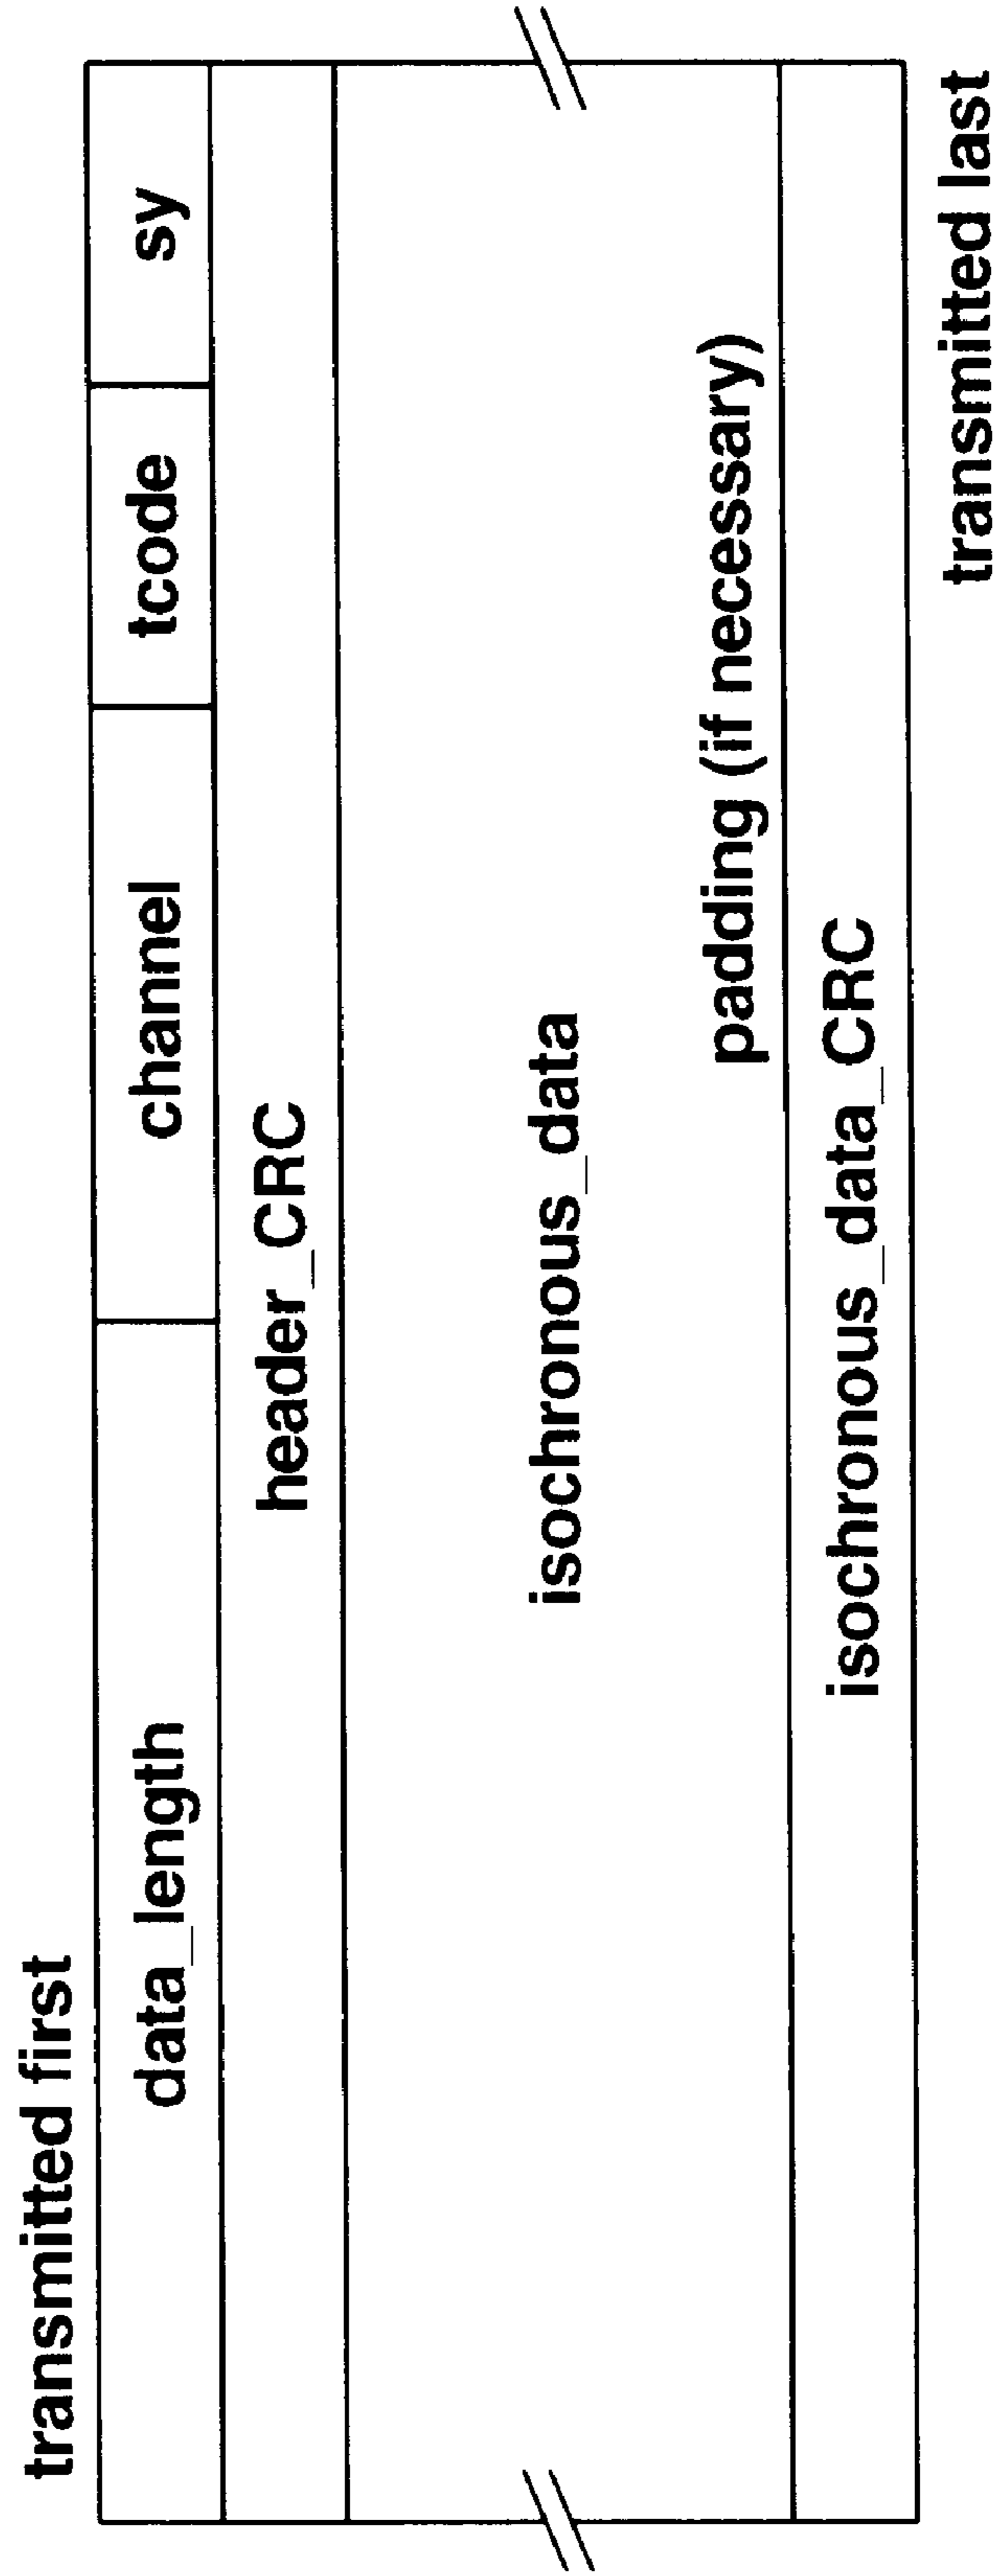 transmitted first
data_length channel tcode sy
header_CRC
isochronous_data
padding (if necessary)
isochronous_data_CRC
transmitted last